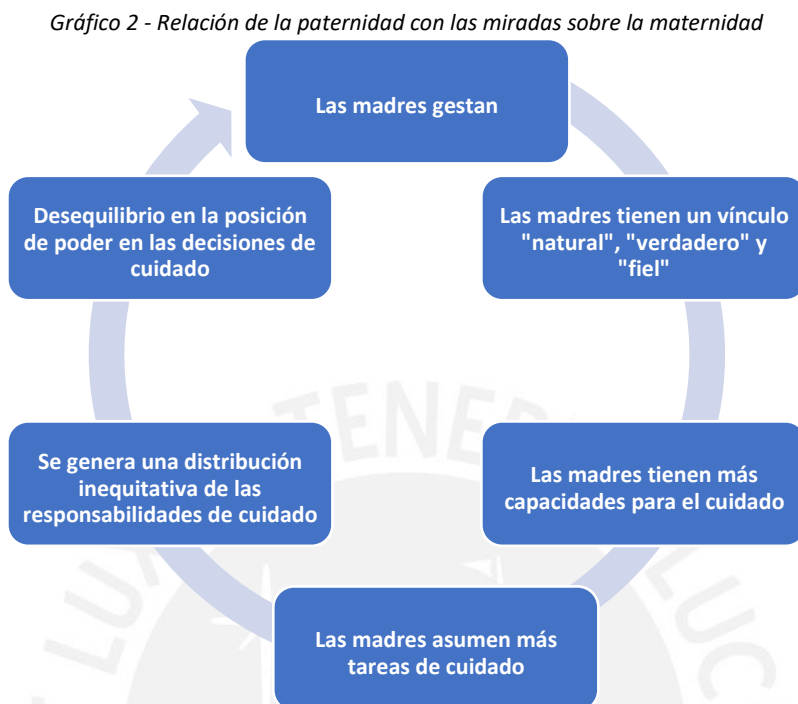 Gráfico 2 - Relación de la paternidad con las miradas sobre la maternidad
Las madres gestan
Las madres tienen un vínculo
"natural", "verdadero" y
"fiel"
Las madres tienen más
capacidades para el cuidado
Las madres asumen más
tareas de cuidado
Se genera una distribución
inequitativa de las
responsabilidades de cuidado
Desequilibrio en la posición
de poder en las decisiones de
cuidado